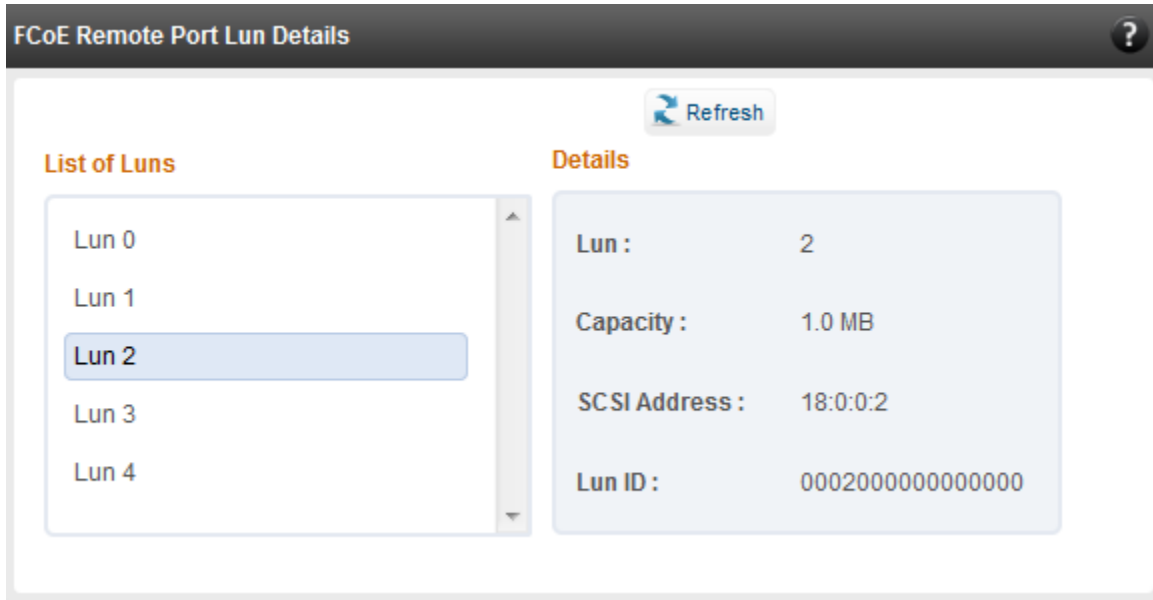 FCoE Remote Port Lun Details
?
Refresh
List of Luns
Lun 0
Lun 1
Lun 2
Lun 3
Lun 4
Details
Lun : 2
Capacity : 1.0 MB
SCSI Address : 18:0:0:2
Lun ID : 0002000000000000